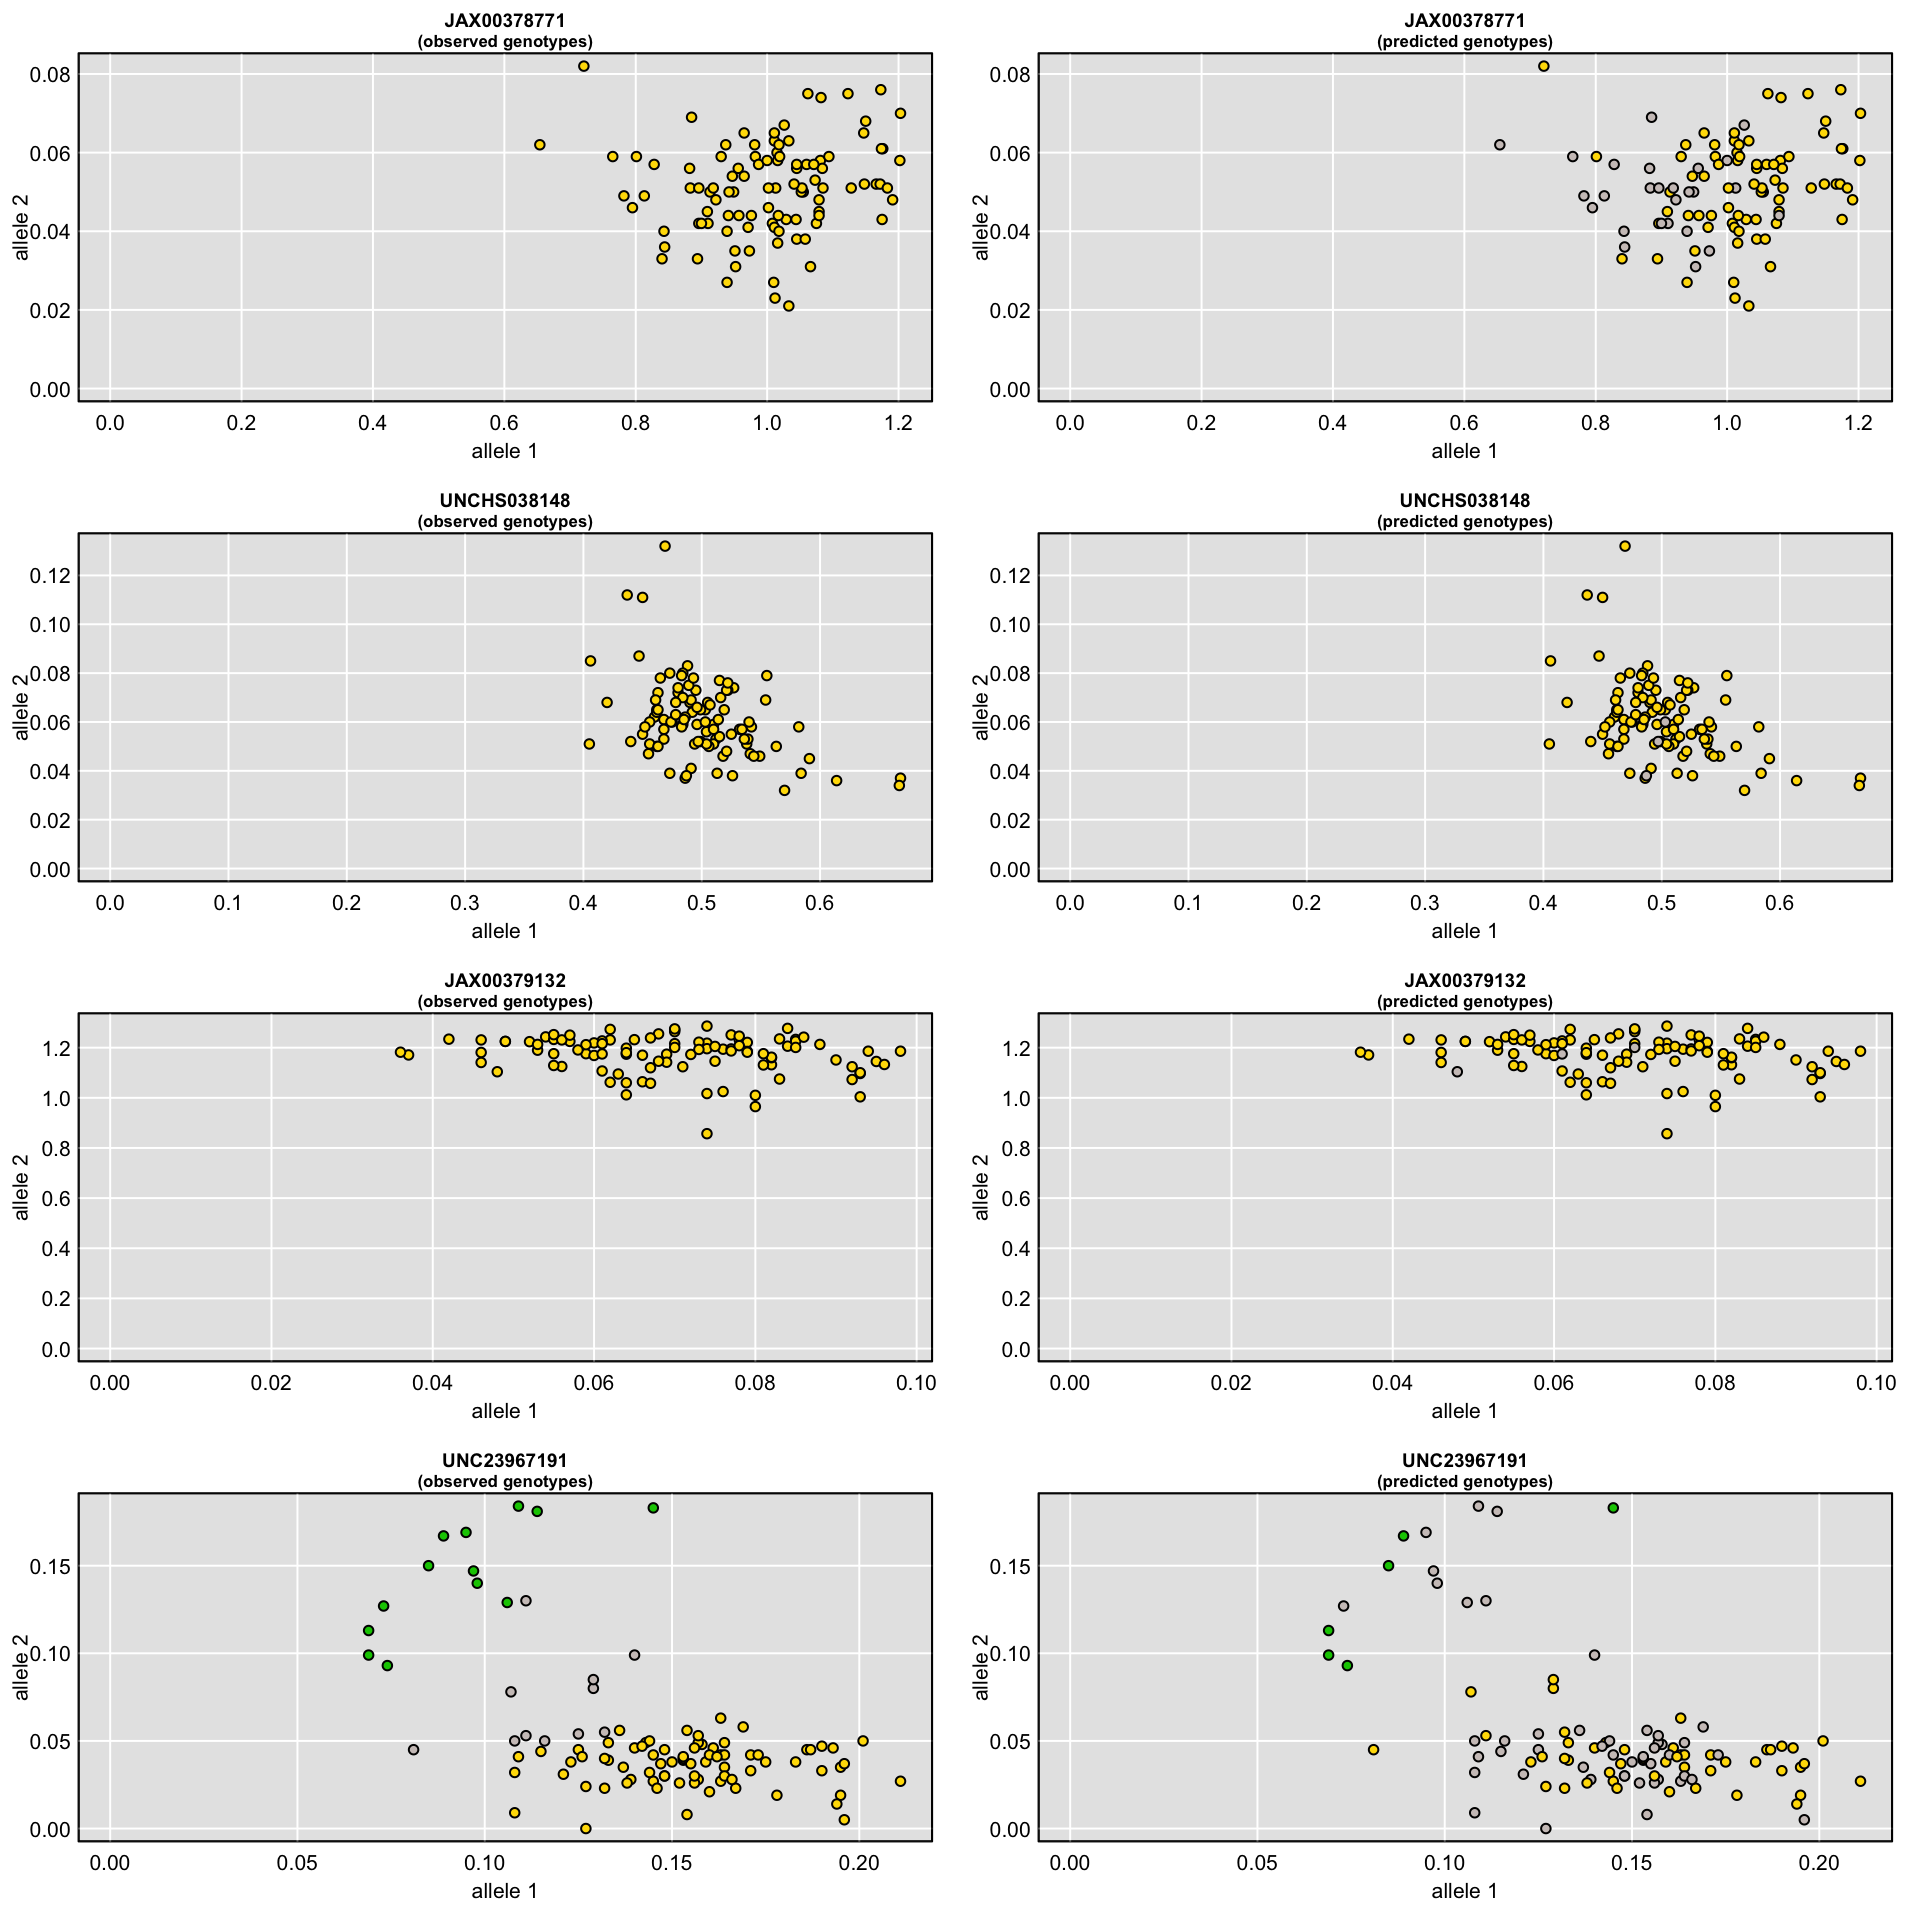 JAX00378771
(observed genotypes)
allele 2
0.08
0.06
0.04
0.02
0.00
0.0 0.2 0.4 0.6 0.8 1.0 1.2
allele 1
JAX00378771
(predicted genotypes)
allele 2
0.08
0.06
0.04
0.02
0.00
0.0 0.2 0.4 0.6 0.8 1.0 1.2
allele 1
UNCHS038148
(observed genotypes)
allele 2
0.12
0.10
0.08
0.06
0.04
0.02
0.00
0.0 0.1 0.2 0.3 0.4 0.5 0.6
allele 1
UNCHS038148
(predicted genotypes)
allele 2
0.12
0.10
0.08
0.06
0.04
0.02
0.00
0.0 0.1 0.2 0.3 0.4 0.5 0.6
allele 1
JAX00379132
(observed genotypes)
allele 2
1.2
1.0
0.8
0.6
0.4
0.2
0.0
0.00 0.02 0.04 0.06 0.08 0.10
allele 1
JAX00379132
(predicted genotypes)
allele 2
1.2
1.0
0.8
0.6
0.4
0.2
0.0
0.00 0.02 0.04 0.06 0.08 0.10
allele 1
UNC23967191
(observed genotypes)
allele 2
0.15
0.10
0.05
0.00
0.00 0.05 0.10 0.15 0.20
allele 1
UNC23967191
(predicted genotypes)
allele 2
0.15
0.10
0.05
0.00
0.00 0.05 0.10 0.15 0.20
allele 1